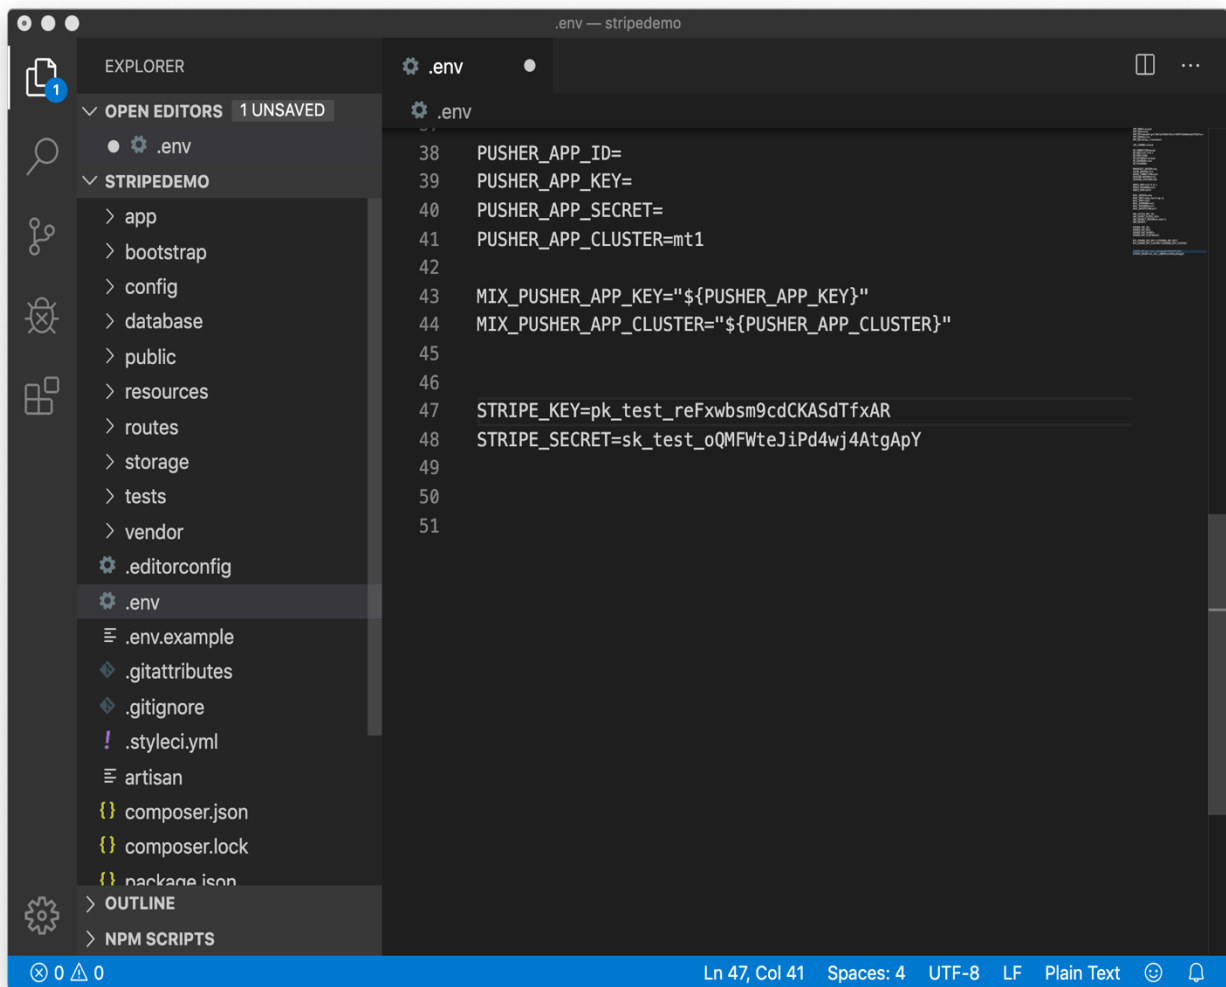 .env — stripedemo
EXPLORER
1
OPEN EDITORS 1 UNSAVED
.env
STRIPEDEMO
app
bootstrap
config
database
public
resources
routes
storage
tests
vendor
.editorconfig
.env
.env.example
.gitattributes
.gitignore
.styleci.yml
artisan
composer.json
composer.lock
package.json
OUTLINE
NPM SCRIPTS
.env
.env
38 PUSHER_APP_ID=
39 PUSHER_APP_KEY=
40 PUSHER_APP_SECRET=
41 PUSHER_APP_CLUSTER=mt1
42
43 MIX_PUSHER_APP_KEY="${PUSHER_APP_KEY}"
44 MIX_PUSHER_APP_CLUSTER="${PUSHER_APP_CLUSTER}"
45
46
47 STRIPE_KEY=pk_test_reFxwbsm9cdCKASdTfxAR
48 STRIPE_SECRET=sk_test_oQMFWteJiPd4wj4AtgApY
49
50
51
0 0
Ln 47, Col 41 Spaces: 4 UTF-8 LF Plain Text